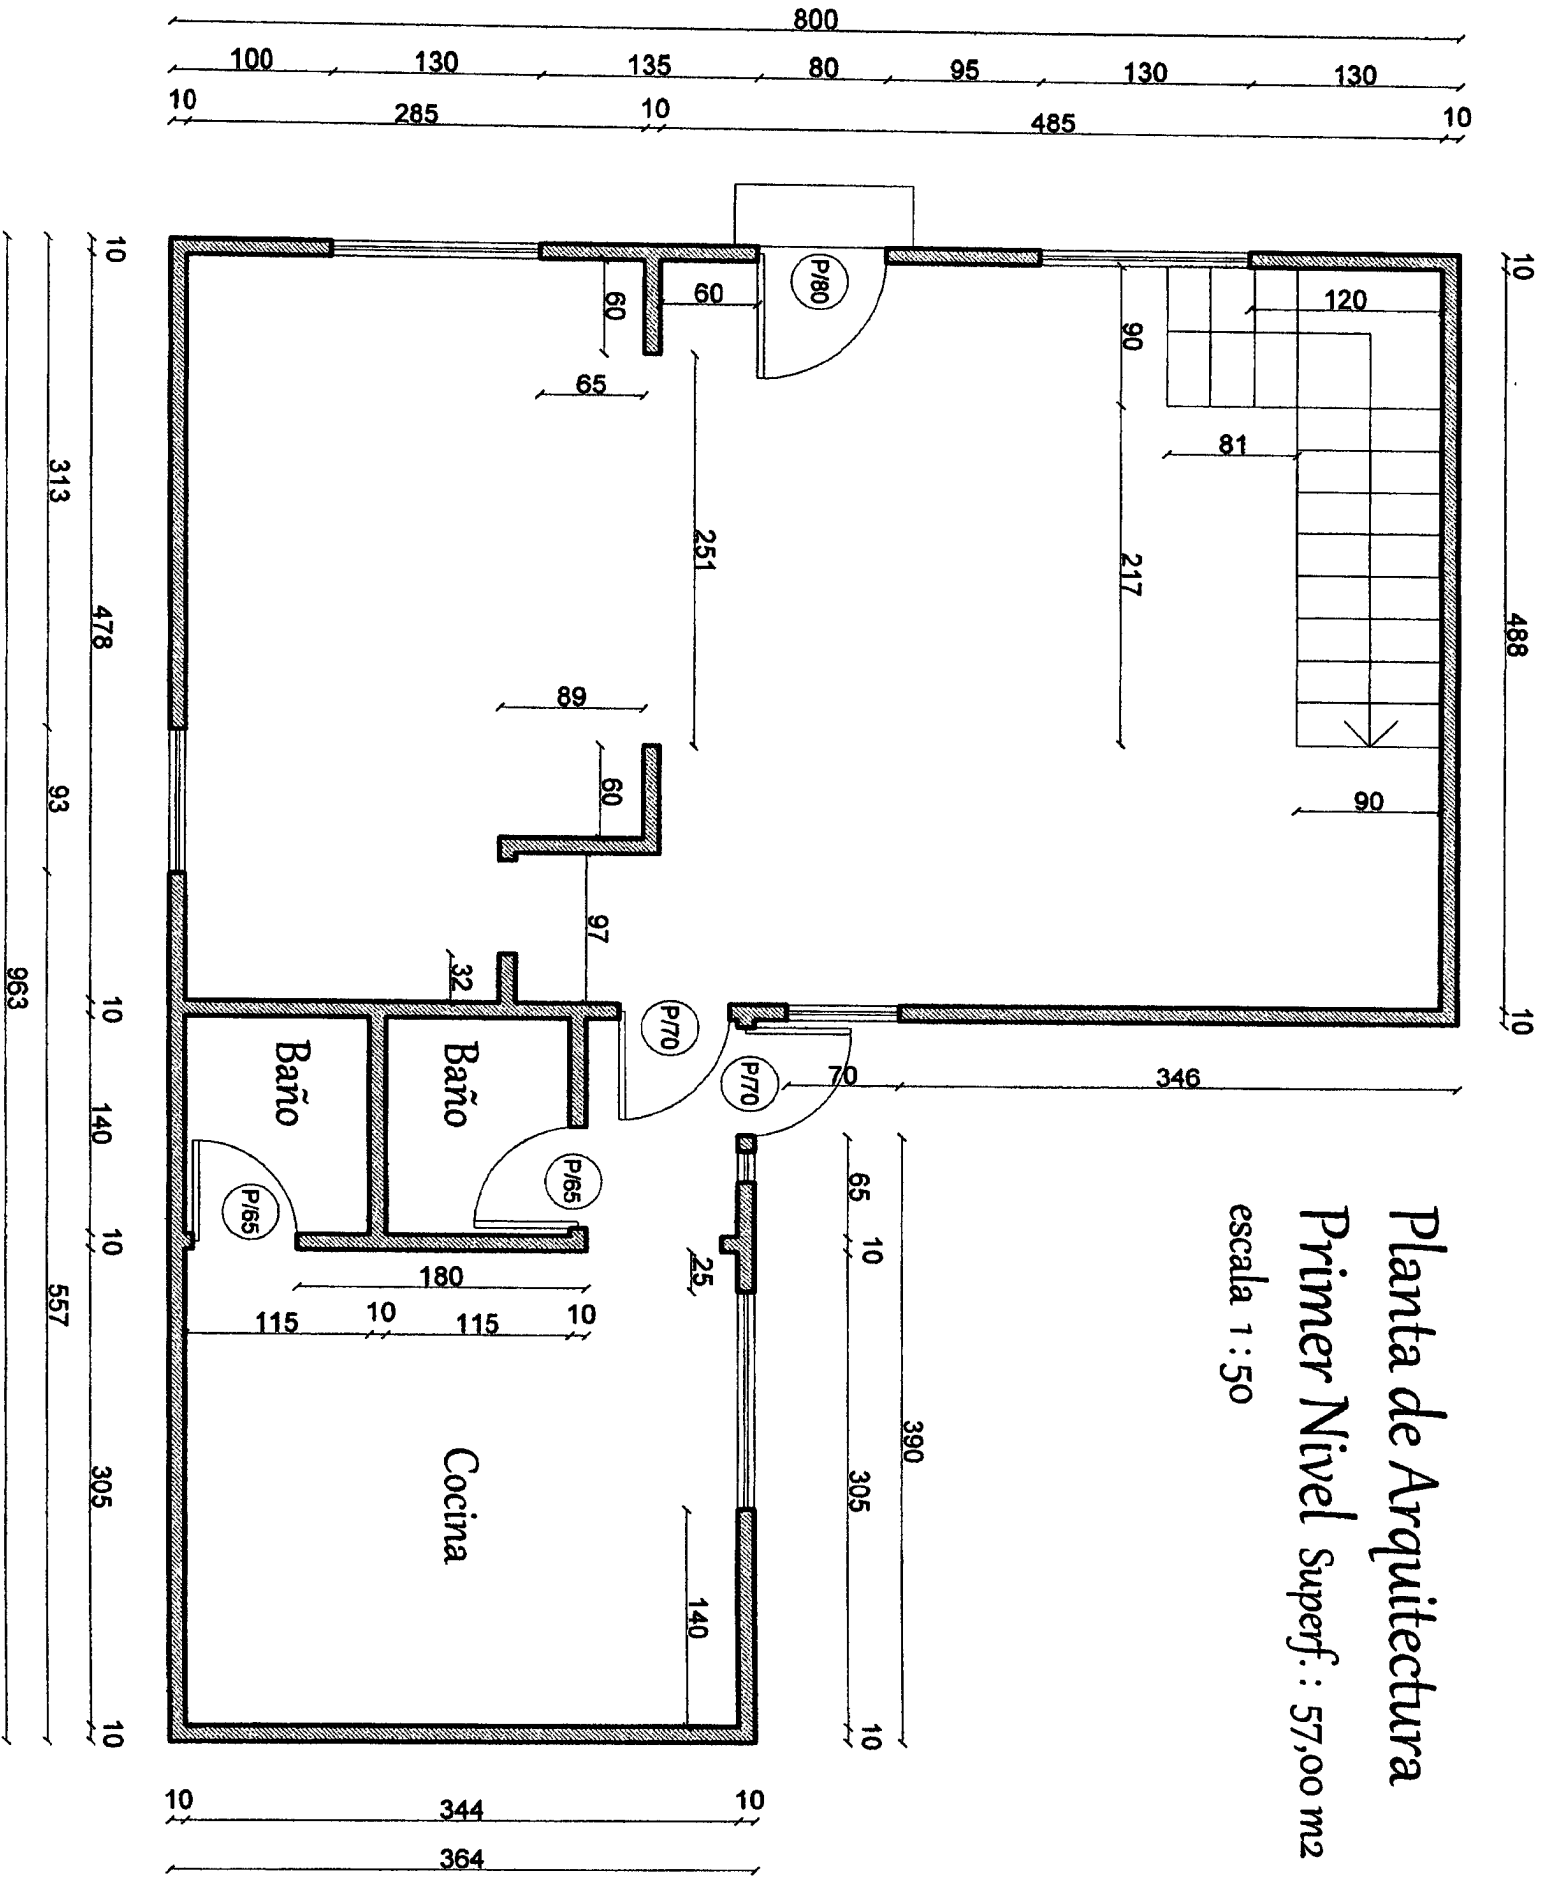 800
100 130 135 80 95 130 130
10 285 10 485 10
10
313
478
93
10
963
140
10
557
305
10
10
488
10
60
60
65
P/80
120
90
81
251
217
89
60
90
97
32
P/70
P/70
70
346
Baño
Baño
P/65
P/65
65
10
25
390
305
180
115 10 115 10
140
10
Cocina
10 344 10
364
Planta de Arquitectura
Primer Nivel Superf.: 57,00 m2
escala 1:50